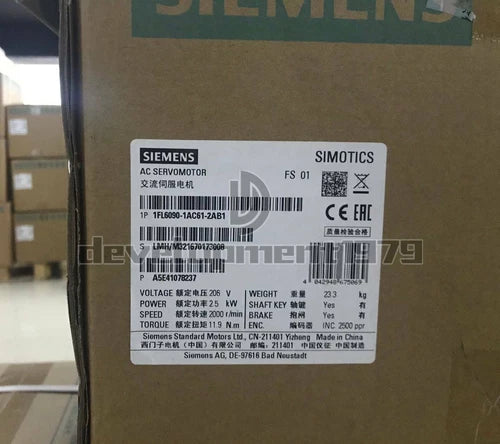 SIEMENS
SIEMENS
SIMOTICS
AC SERVOMOTOR
FS 01
交流伺服电机
1P 1FL6090-1AC61-2AB1
质量检验合格
S LMH/M321670173008
development1979
P A5E41078237
4 042948 675069
VOLTAGE 额定电压 206 V WEIGHT 重量 23.3 kg
POWER 额定功率 2.5 kW SHAFT KEY 轴键 Yes 有
SPEED 额定转速 2000 r/min BRAKE 抱闸 Yes 有
TORQUE 额定扭矩 11.9 N.m ENC. 编码器 INC 2500 ppr
Siemens Standard Motors Ltd., CN-211401 Yizheng Made in China
西门子电机（中国）有限公司 邮编: 211401 中国仪征 中国制造
Siemens AG, DE-97616 Bad Neustadt